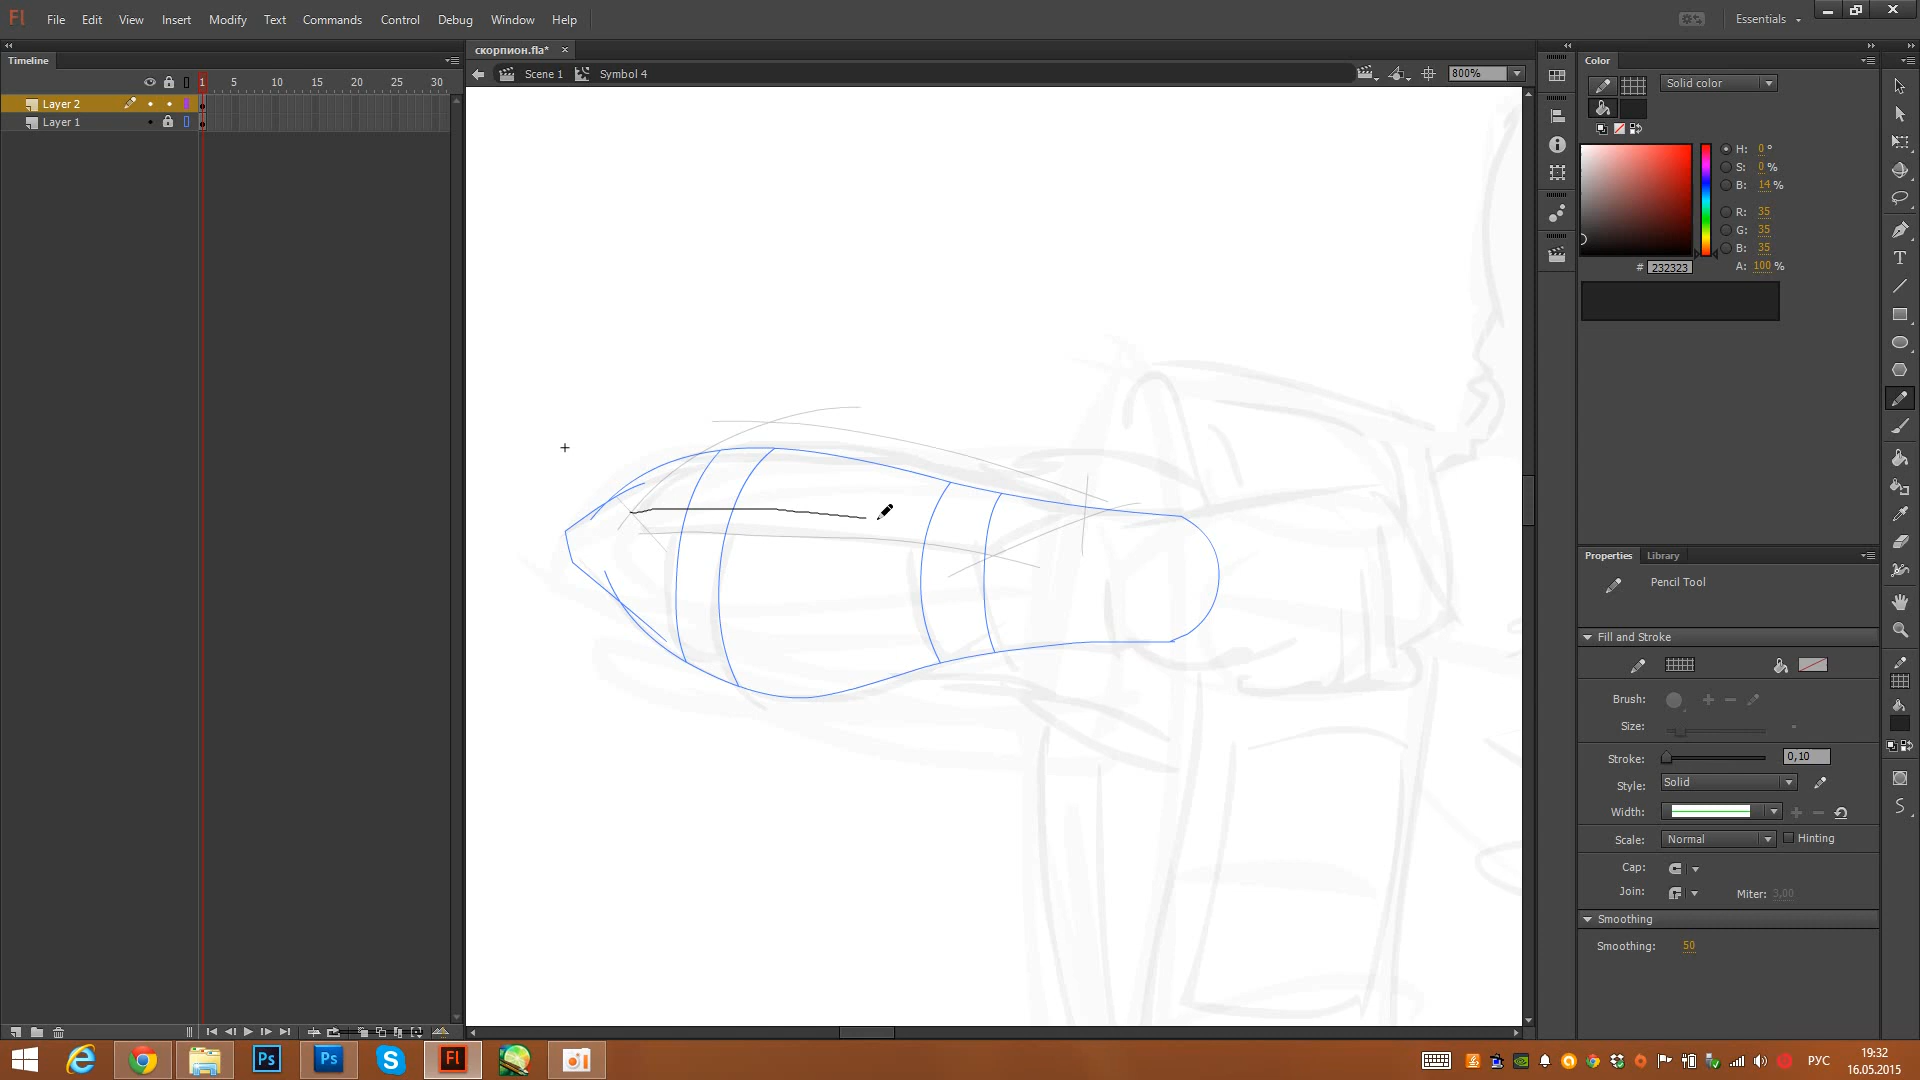 Fl File Edit View Insert Modify Text Commands Control Debug Window Help Essentials
Timeline
скорпион.fla* ×
Scene 1 Symbol 4 800%
1 5 10 15 20 25 30
Layer 2
Layer 1
Color
Solid color
H: 0 °
S: 0 %
B: 14 %
R: 35
G: 35
B: 35
# 232323 A: 100 %
Properties Library
Pencil Tool
Fill and Stroke
Brush:
Size: -
Stroke: 0,10
Style: Solid
Width:
Scale: Normal Hinting
Cap:
Join: Miter: 3,00
Smoothing
Smoothing: 50
Ps Ps Fl РУС 19:32
16.05.2015